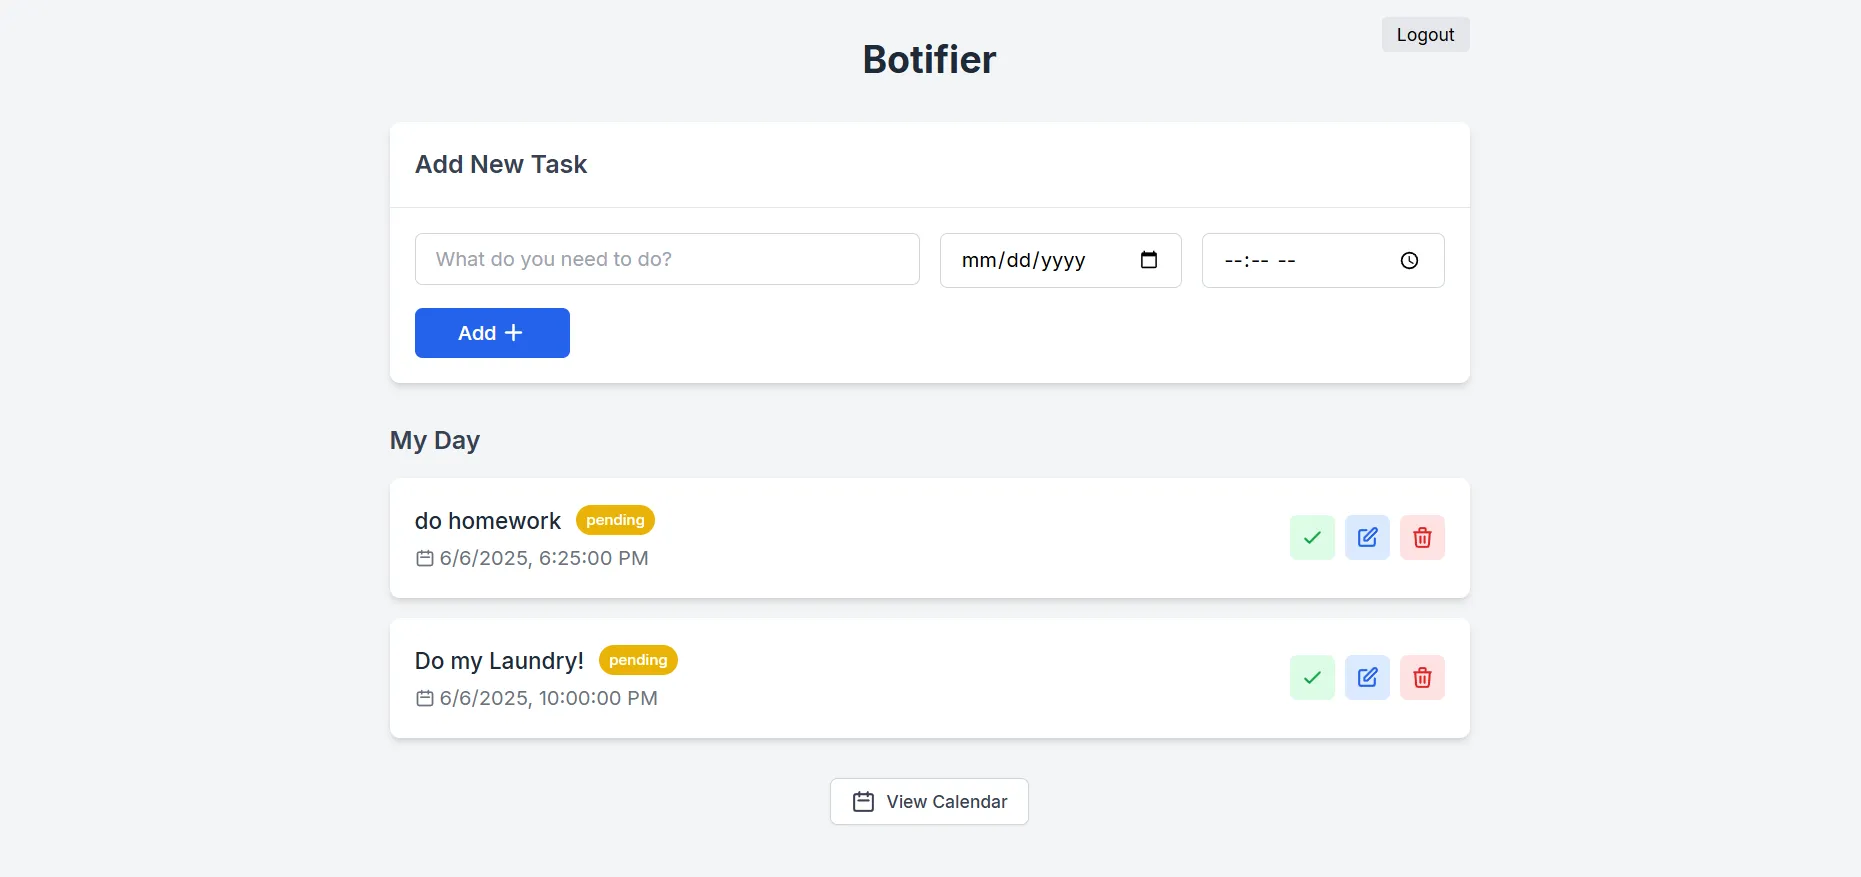 Logout
Botifier
Add New Task
What do you need to do?
mm/dd/yyyy
--:-- --
Add
My Day
do homework pending
6/6/2025, 6:25:00 PM
Do my Laundry! pending
6/6/2025, 10:00:00 PM
View Calendar